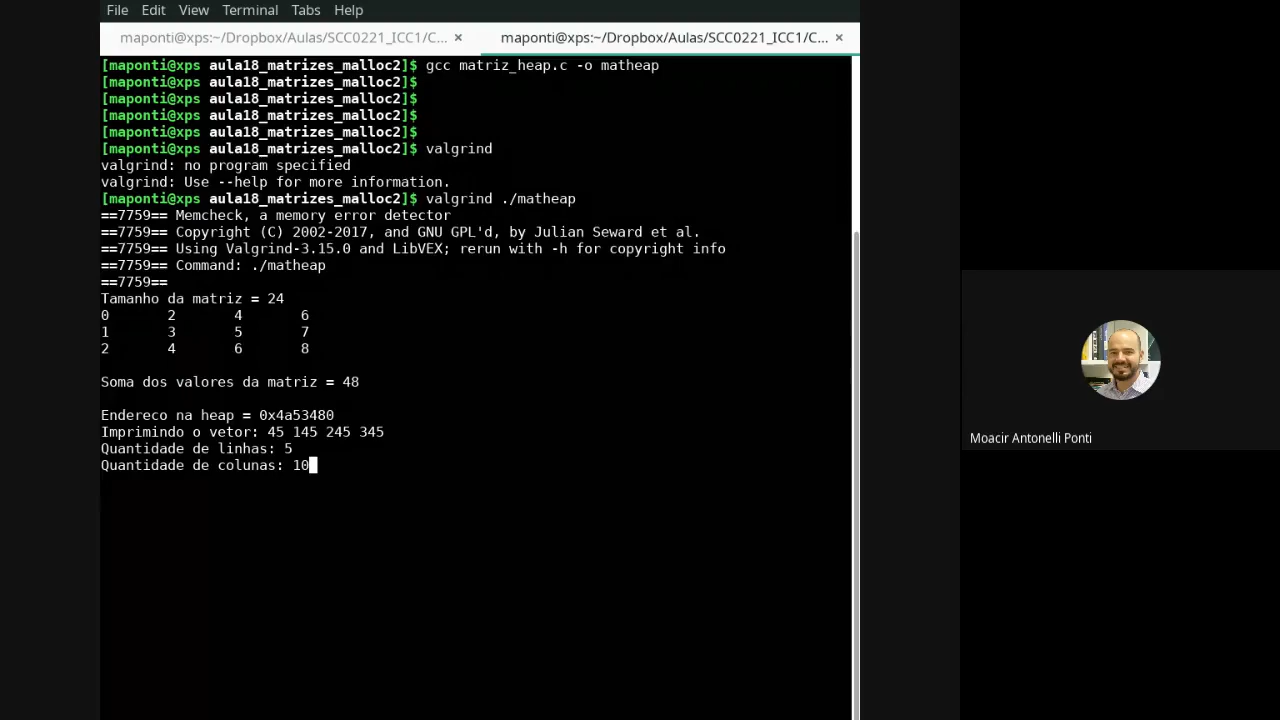 File Edit View Terminal Tabs Help
maponti@xps:~/Dropbox/Aulas/SCC0221_ICC1/C... × maponti@xps:~/Dropbox/Aulas/SCC0221_ICC1/C... ×
[maponti@xps aula18_matrizes_malloc2]$ gcc matriz_heap.c -o matheap
[maponti@xps aula18_matrizes_malloc2]$
[maponti@xps aula18_matrizes_malloc2]$
[maponti@xps aula18_matrizes_malloc2]$
[maponti@xps aula18_matrizes_malloc2]$
[maponti@xps aula18_matrizes_malloc2]$ valgrind
valgrind: no program specified
valgrind: Use --help for more information.
[maponti@xps aula18_matrizes_malloc2]$ valgrind ./matheap
==7759== Memcheck, a memory error detector
==7759== Copyright (C) 2002-2017, and GNU GPL'd, by Julian Seward et al.
==7759== Using Valgrind-3.15.0 and LibVEX; rerun with -h for copyright info
==7759== Command: ./matheap
==7759==
Tamanho da matriz = 24
0 2 4 6
1 3 5 7
2 4 6 8
Soma dos valores da matriz = 48
Endereco na heap = 0x4a53480
Imprimindo o vetor: 45 145 245 345
Quantidade de linhas: 5
Quantidade de colunas: 10
Moacir Antonelli Ponti